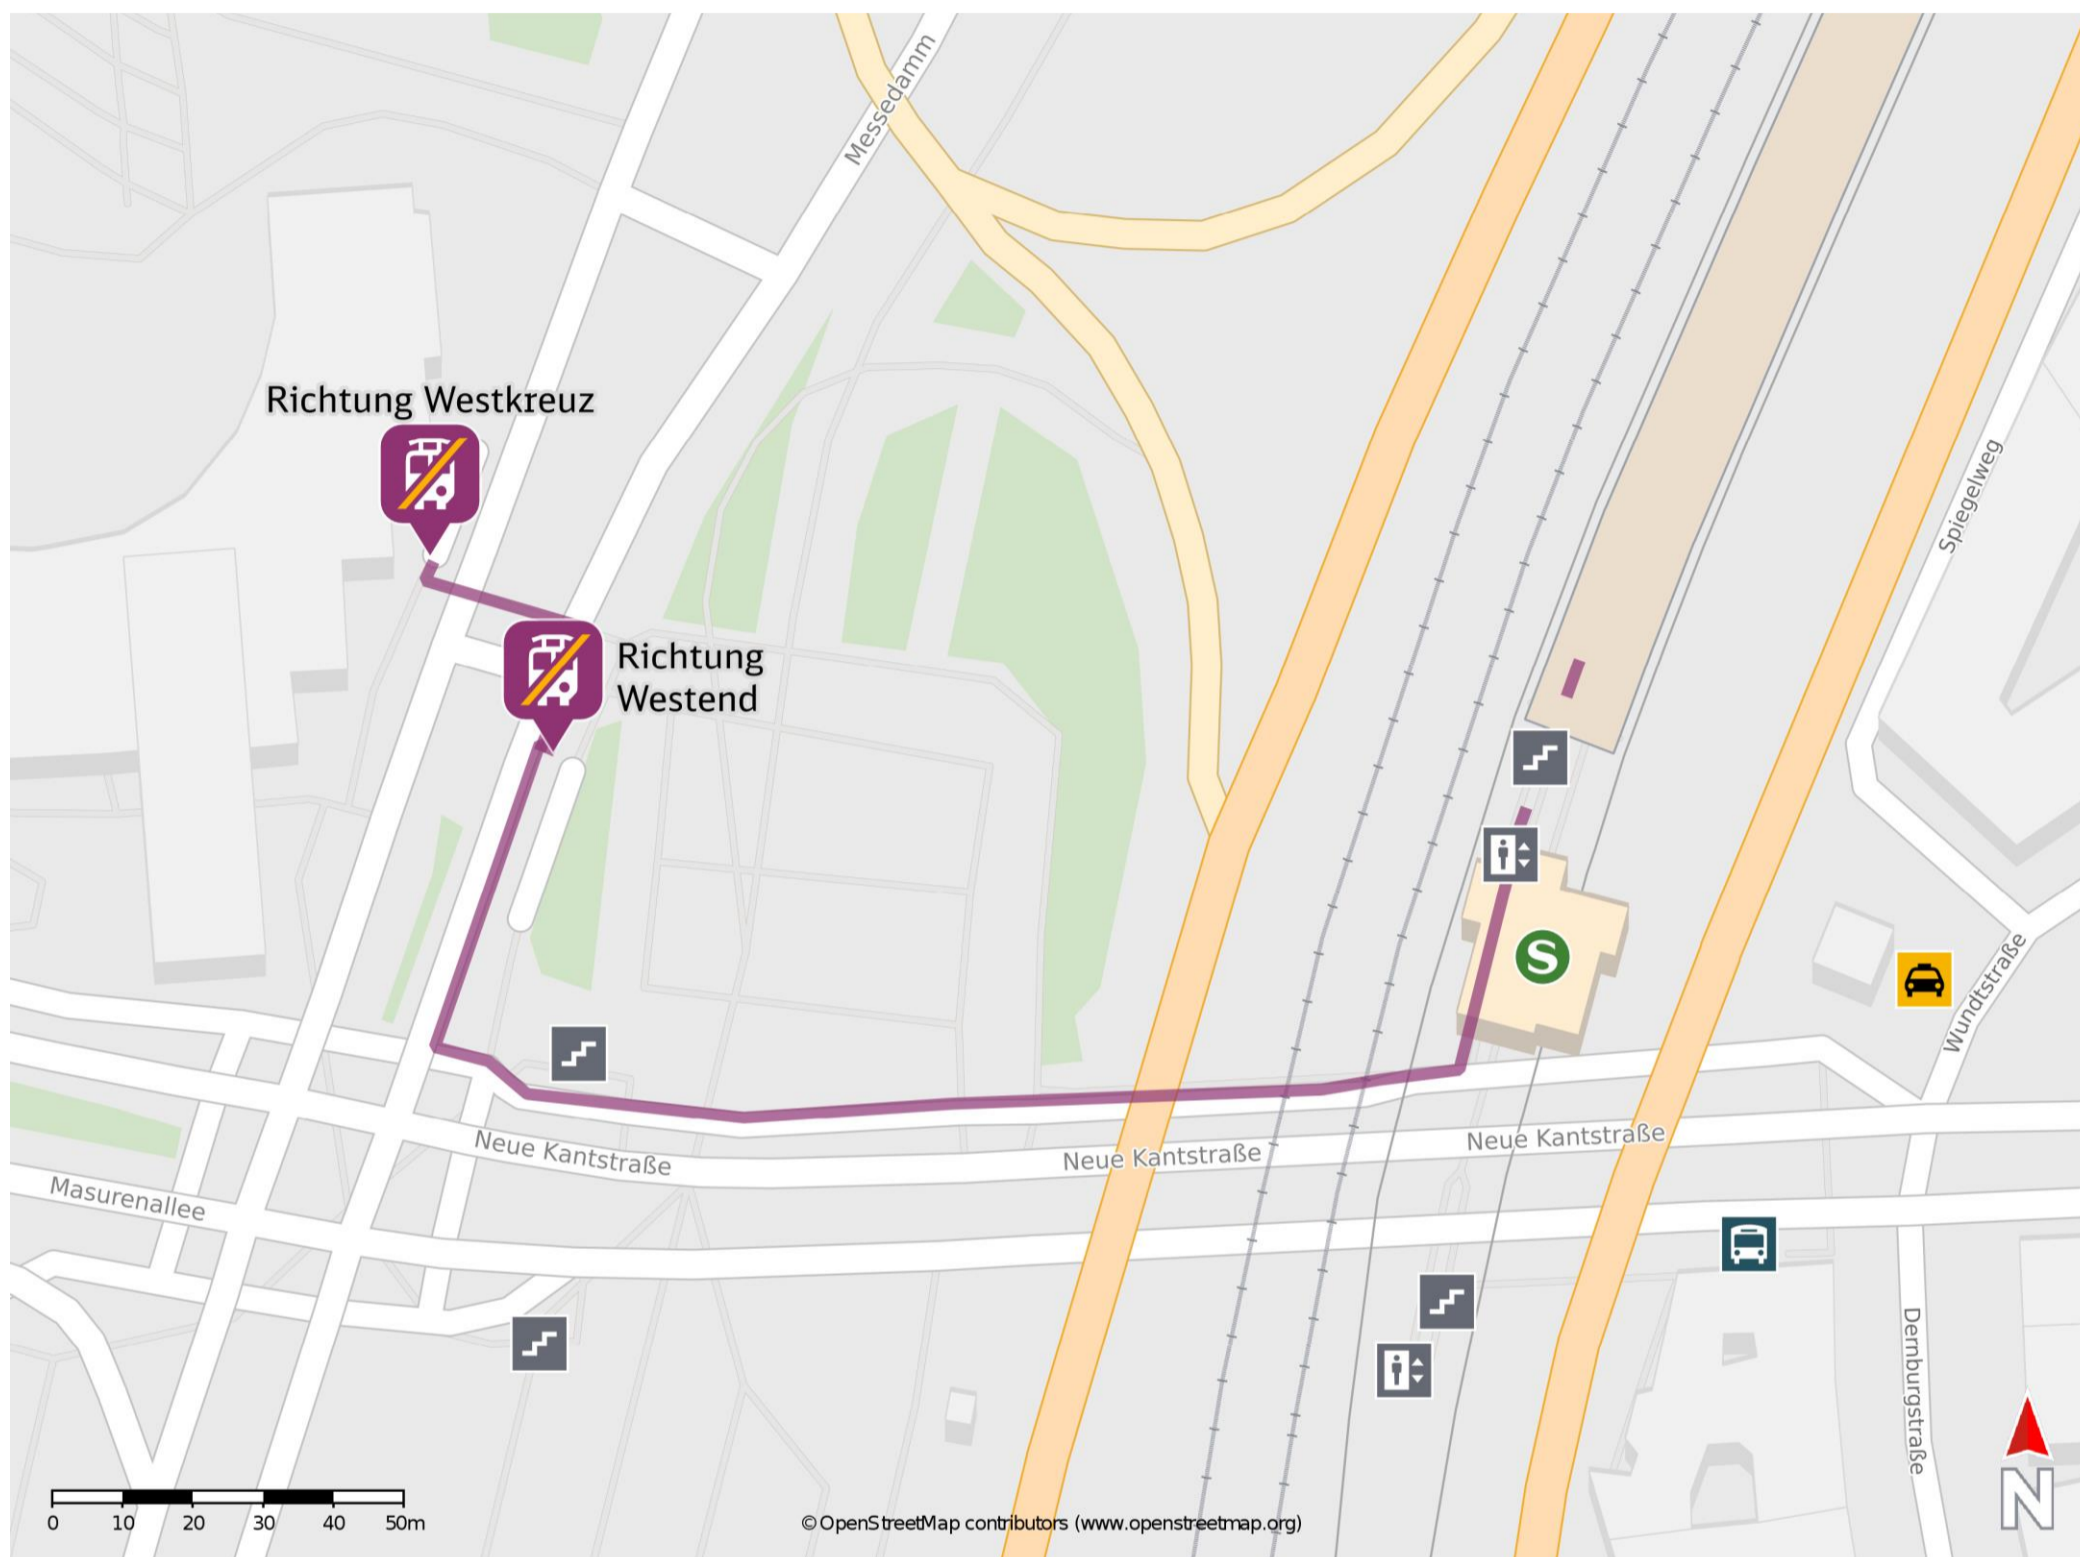 Messedamm
Richtung Westkreuz
Spiegelweg
Richtung
Westend
S
Wundtstraße
Neue Kantstraße
Neue Kantstraße
Neue Kantstraße
Masurenallee
Dernburgstraße
N
0 10 20 30 40 50m
©OpenStreetMap contributors (www.openstreetmap.org)